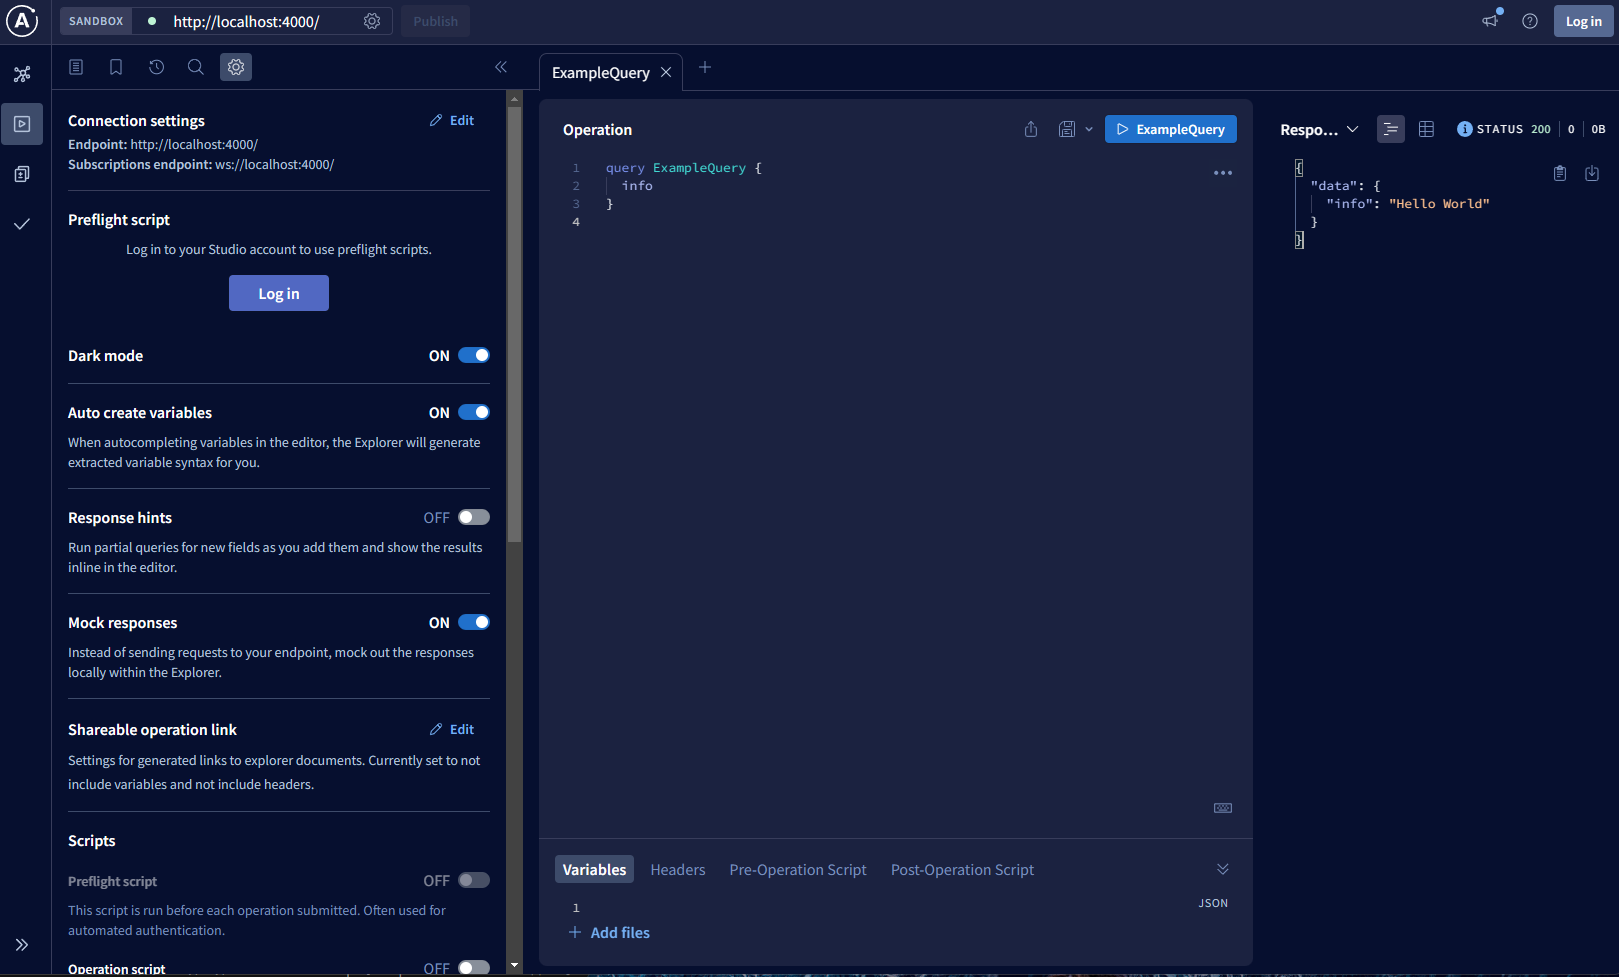 A
SANDBOX
http://localhost:4000/
Publish
Log in
Connection settings
Edit
Endpoint: http://localhost:4000/
Subscriptions endpoint: ws://localhost:4000/
Preflight script
Log in to your Studio account to use preflight scripts.
Log in
Dark mode
ON
Auto create variables
ON
When autocompleting variables in the editor, the Explorer will generate
extracted variable syntax for you.
Response hints
OFF
Run partial queries for new fields as you add them and show the results
inline in the editor.
Mock responses
ON
Instead of sending requests to your endpoint, mock out the responses
locally within the Explorer.
Shareable operation link
Edit
Settings for generated links to explorer documents. Currently set to not
include variables and not include headers.
Scripts
Preflight script
OFF
This script is run before each operation submitted. Often used for
automated authentication.
Operation script
OFF
ExampleQuery
Operation
ExampleQuery
1 query ExampleQuery {
2 info
3 }
4
Variables
Headers
Pre-Operation Script
Post-Operation Script
1
JSON
+ Add files
Respo...
STATUS 200
0
0B
{
"data": {
"info": "Hello World"
}
}